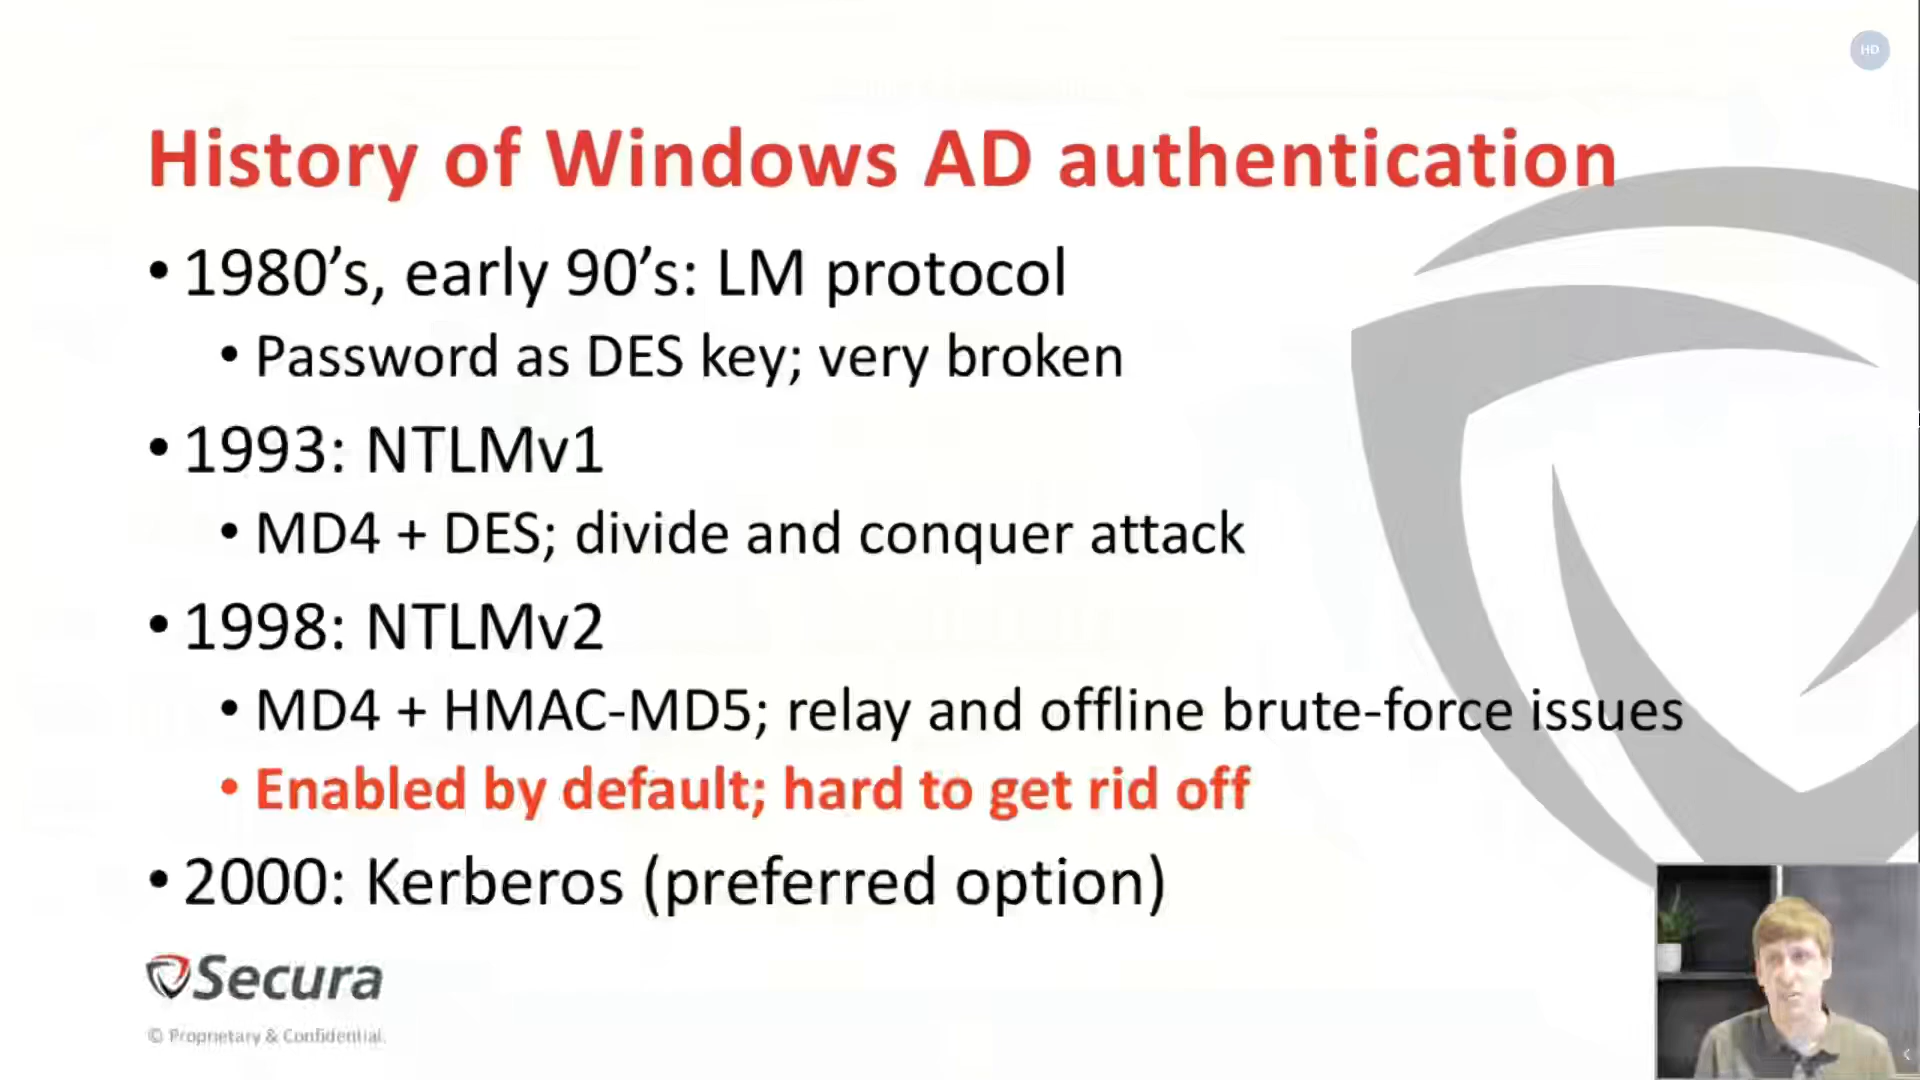 HD
History of Windows AD authentication
• 1980’s, early 90’s: LM protocol
• Password as DES key; very broken
• 1993: NTLMv1
• MD4 + DES; divide and conquer attack
• 1998: NTLMv2
• MD4 + HMAC-MD5; relay and offline brute-force issues
• Enabled by default; hard to get rid off
• 2000: Kerberos (preferred option)
Secura
© Proprietary & Confidential.